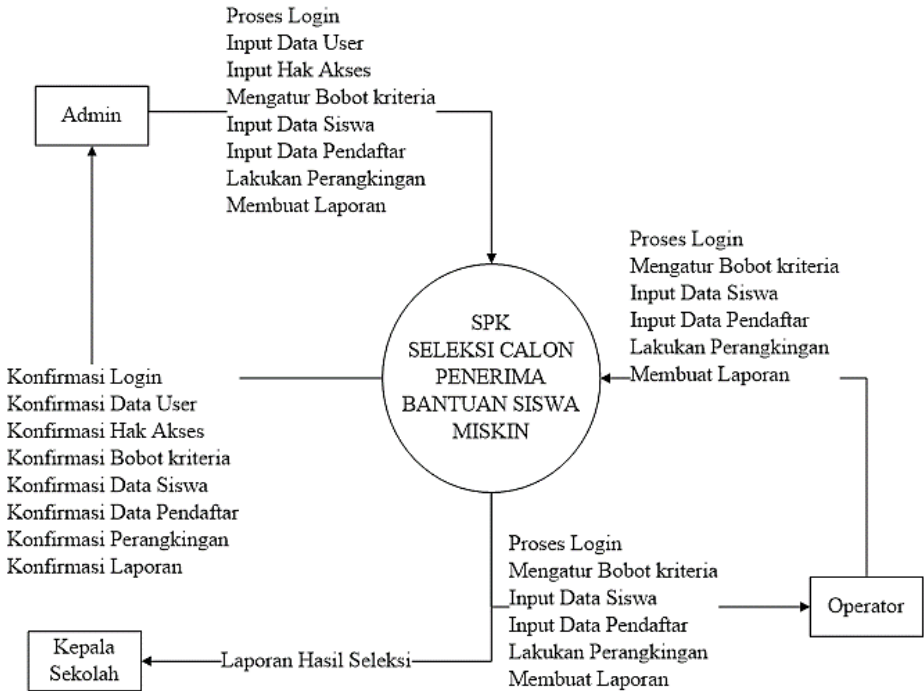 Proses Login
Input Data User
Input Hak Akses
Mengatur Bobot kriteria
Input Data Siswa
Input Data Pendaftar
Lakukan Perangkingan
Membuat Laporan
Admin
Proses Login
Mengatur Bobot kriteria
Input Data Siswa
Input Data Pendaftar
Lakukan Perangkingan
Membuat Laporan
SPK
SELEKSI CALON
PENERIMA
BANTUAN SISWA
MISKIN
Konfirmasi Login
Konfirmasi Data User
Konfirmasi Hak Akses
Konfirmasi Bobot kriteria
Konfirmasi Data Siswa
Konfirmasi Data Pendaftar
Konfirmasi Perangkingan
Konfirmasi Laporan
Proses Login
Mengatur Bobot kriteria
Input Data Siswa
Input Data Pendaftar
Lakukan Perangkingan
Membuat Laporan
Operator
Kepala
Sekolah
Laporan Hasil Seleksi